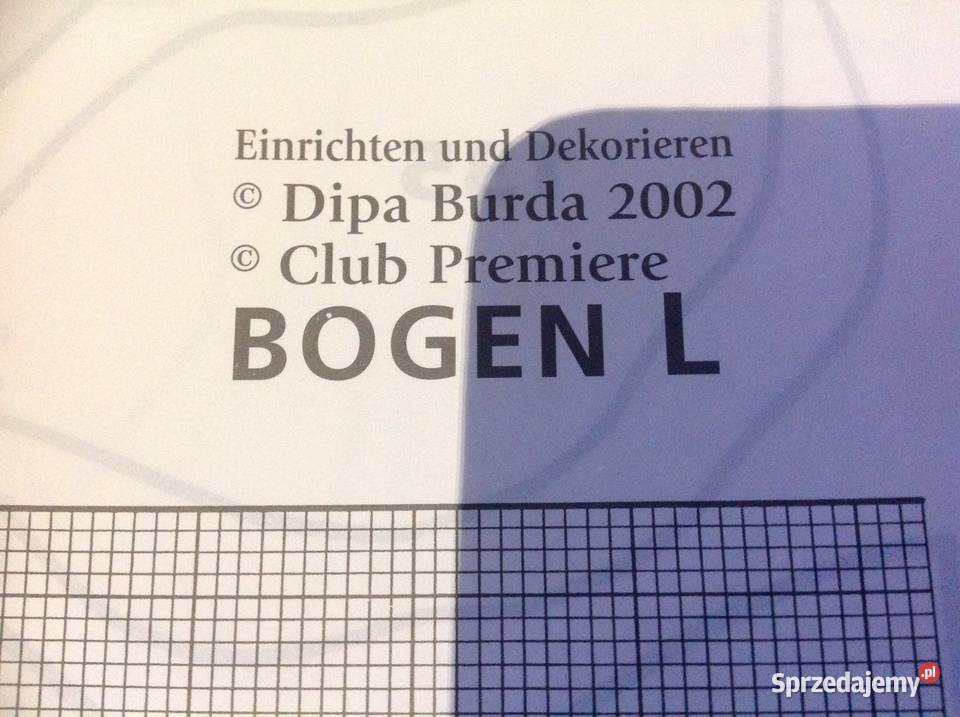 Einrichten und Dekorieren
© Dipa Burda 2002
© Club Premiere
BOGEN L
Sprzedajemy.pl